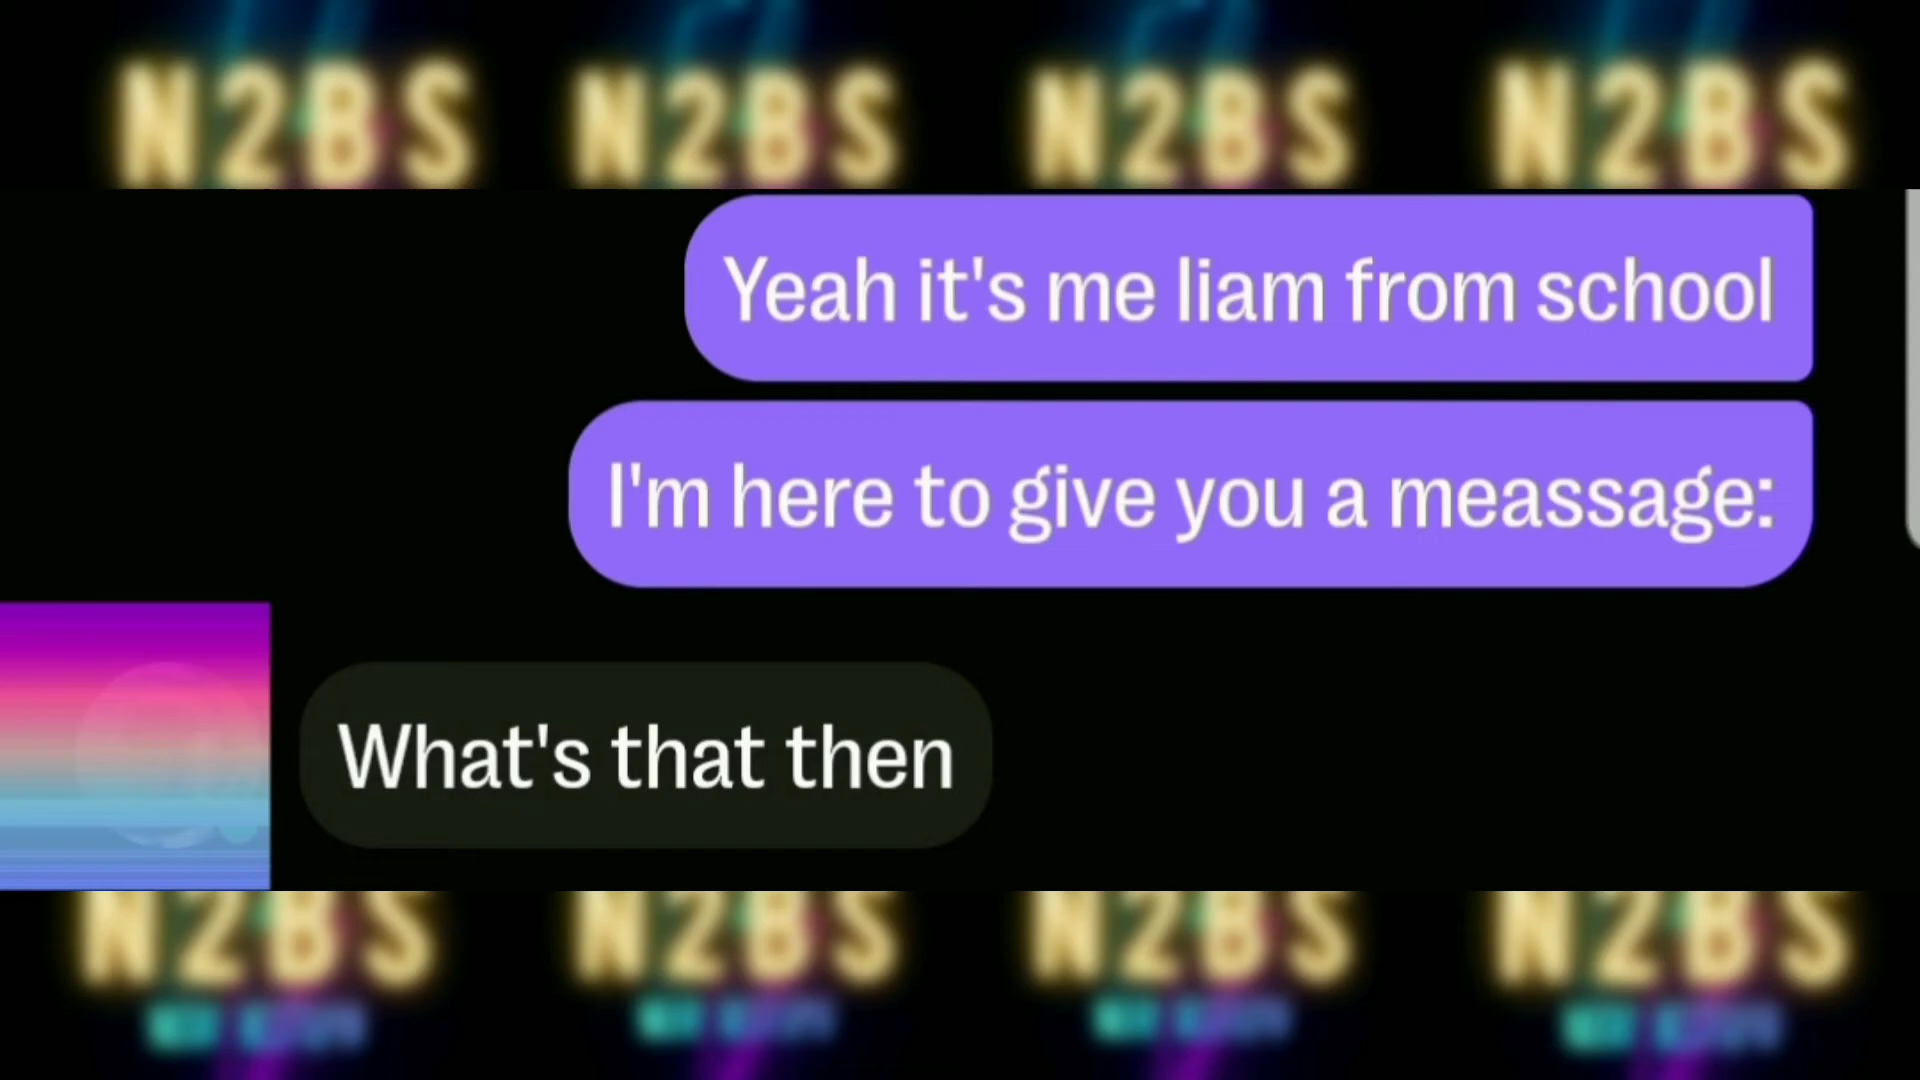 N2BS N2BS N2BS N2BS
Yeah it's me liam from school
I'm here to give you a meassage:
What's that then
N2BS N2BS N2BS N2BS